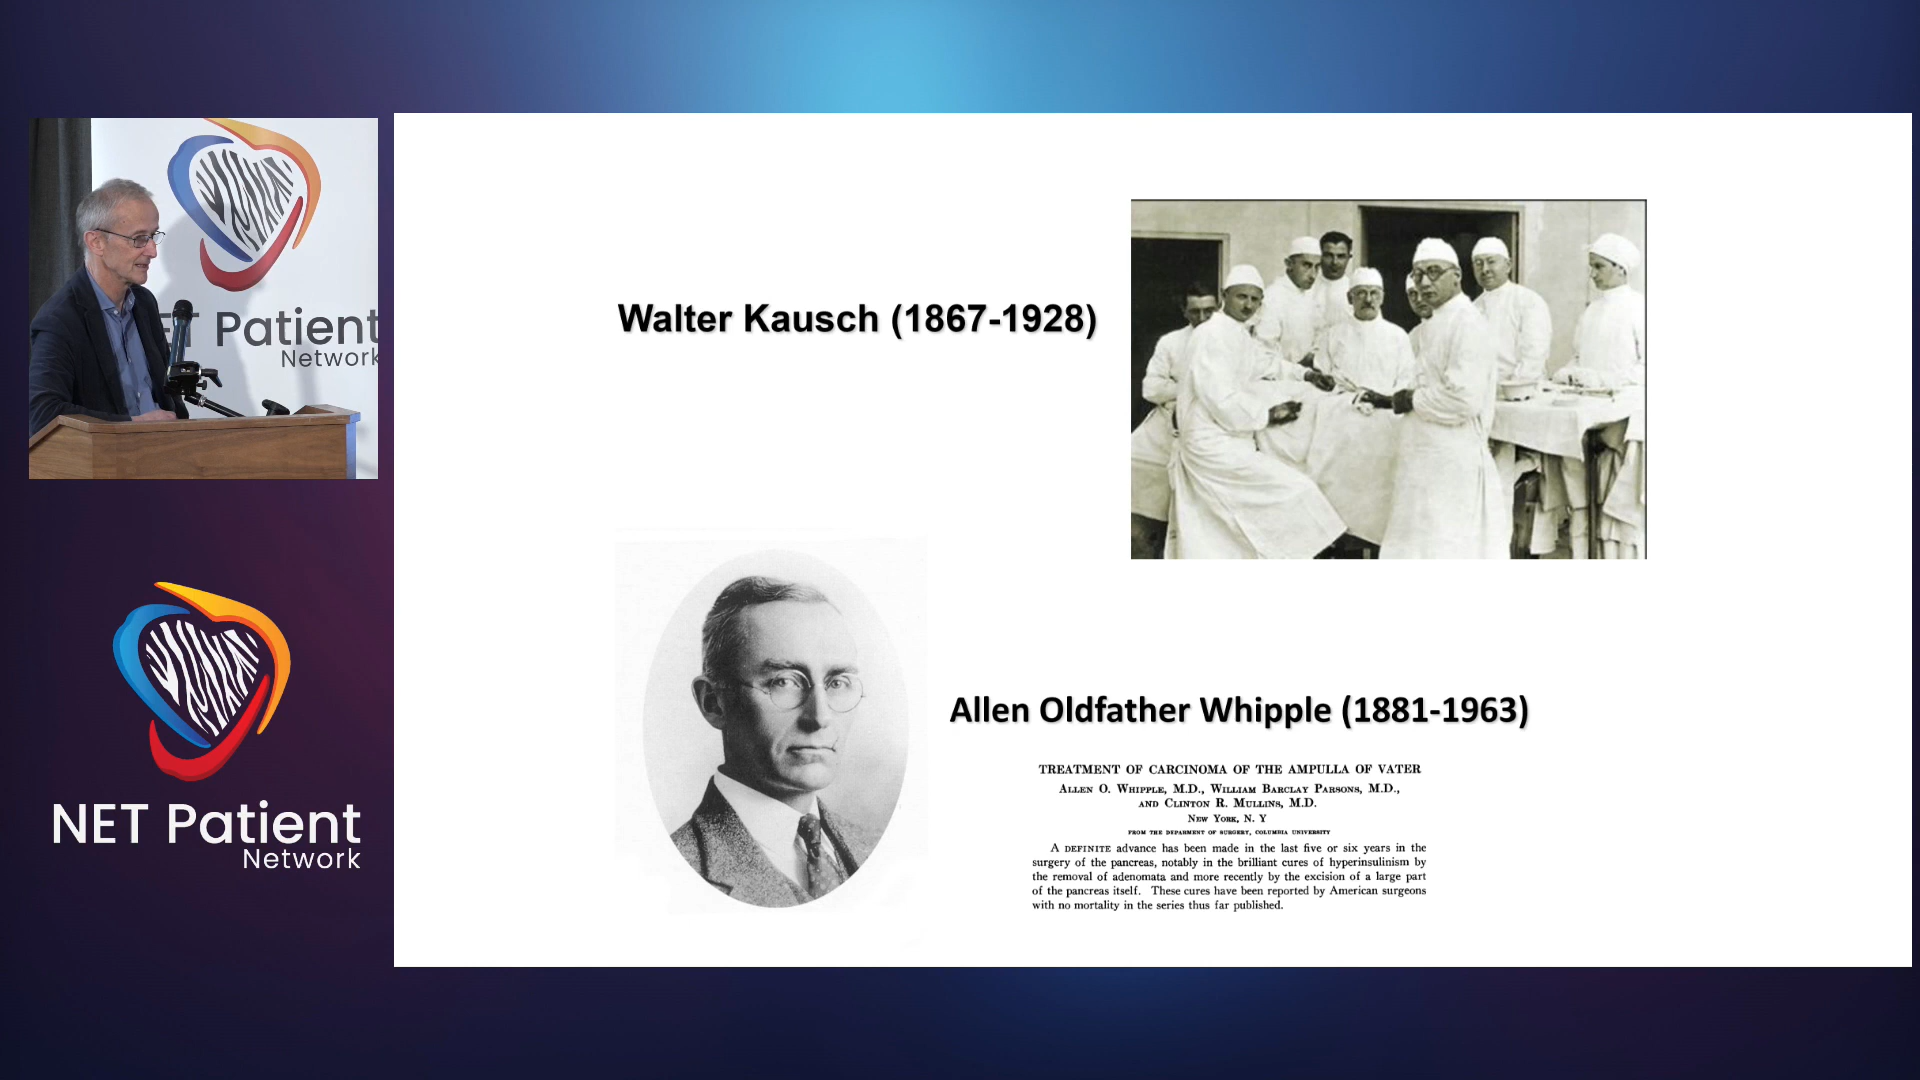 ET Patient
Network
NET Patient
Network
Walter Kausch (1867-1928)
Allen Oldfather Whipple (1881-1963)
TREATMENT OF CARCINOMA OF THE AMPULLA OF VATER
ALLEN O. WHIPPLE, M.D., WILLIAM BARCLAY PARSONS, M.D.,
AND CLINTON R. MULLINS, M.D.
NEW YORK, N. Y
FROM THE DEPARMENT OF SURGERY, COLUMBIA UNIVERSITY
A DEFINITE advance has been made in the last five or six years in the
surgery of the pancreas, notably in the brilliant cures of hyperinsulinism by
the removal of adenomata and more recently by the excision of a large part
of the pancreas itself. These cures have been reported by American surgeons
with no mortality in the series thus far published.